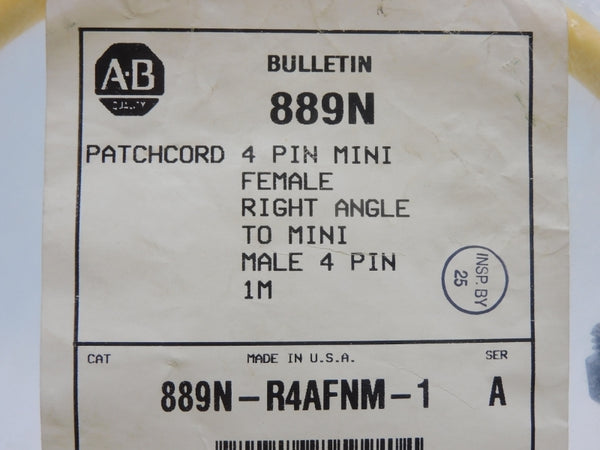 A·B
QUALITY
BULLETIN
889N
PATCHCORD 4 PIN MINI
FEMALE
RIGHT ANGLE
TO MINI
MALE 4 PIN
1M
INSP. BY
25
CAT MADE IN U.S.A. SER
889N-R4AFNM-1 A